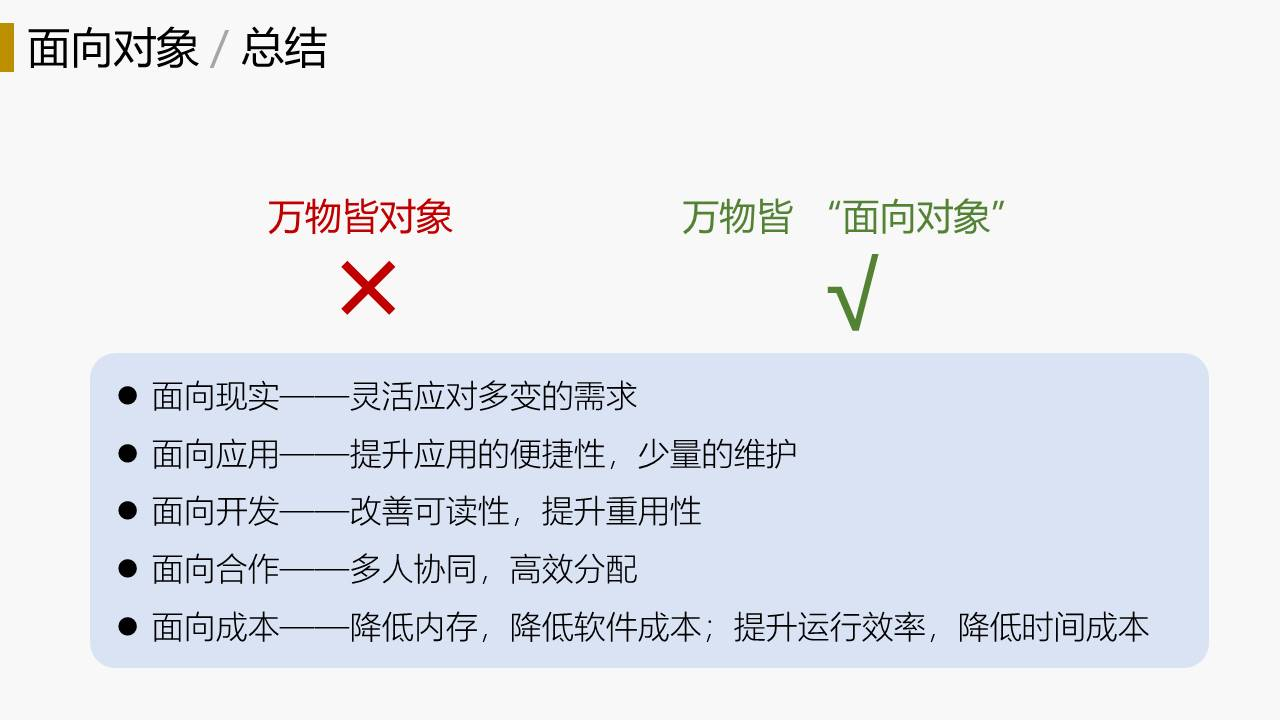 面向对象 / 总结
万物皆对象
万物皆 “面向对象”
×
√
● 面向现实——灵活应对多变的需求
● 面向应用——提升应用的便捷性，少量的维护
● 面向开发——改善可读性，提升重用性
● 面向合作——多人协同，高效分配
● 面向成本——降低内存，降低软件成本；提升运行效率，降低时间成本